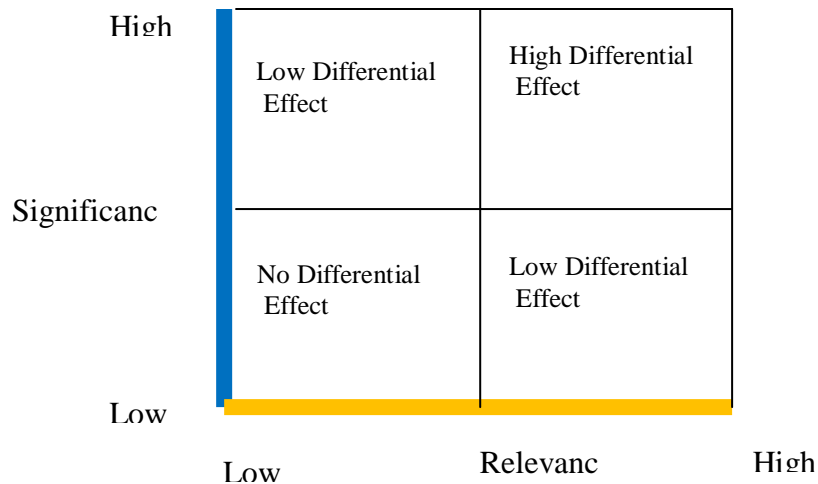 High
Low Differential
Effect
High Differential
Effect
Significanc
No Differential
Effect
Low Differential
Effect
Low
Low
Relevanc
High